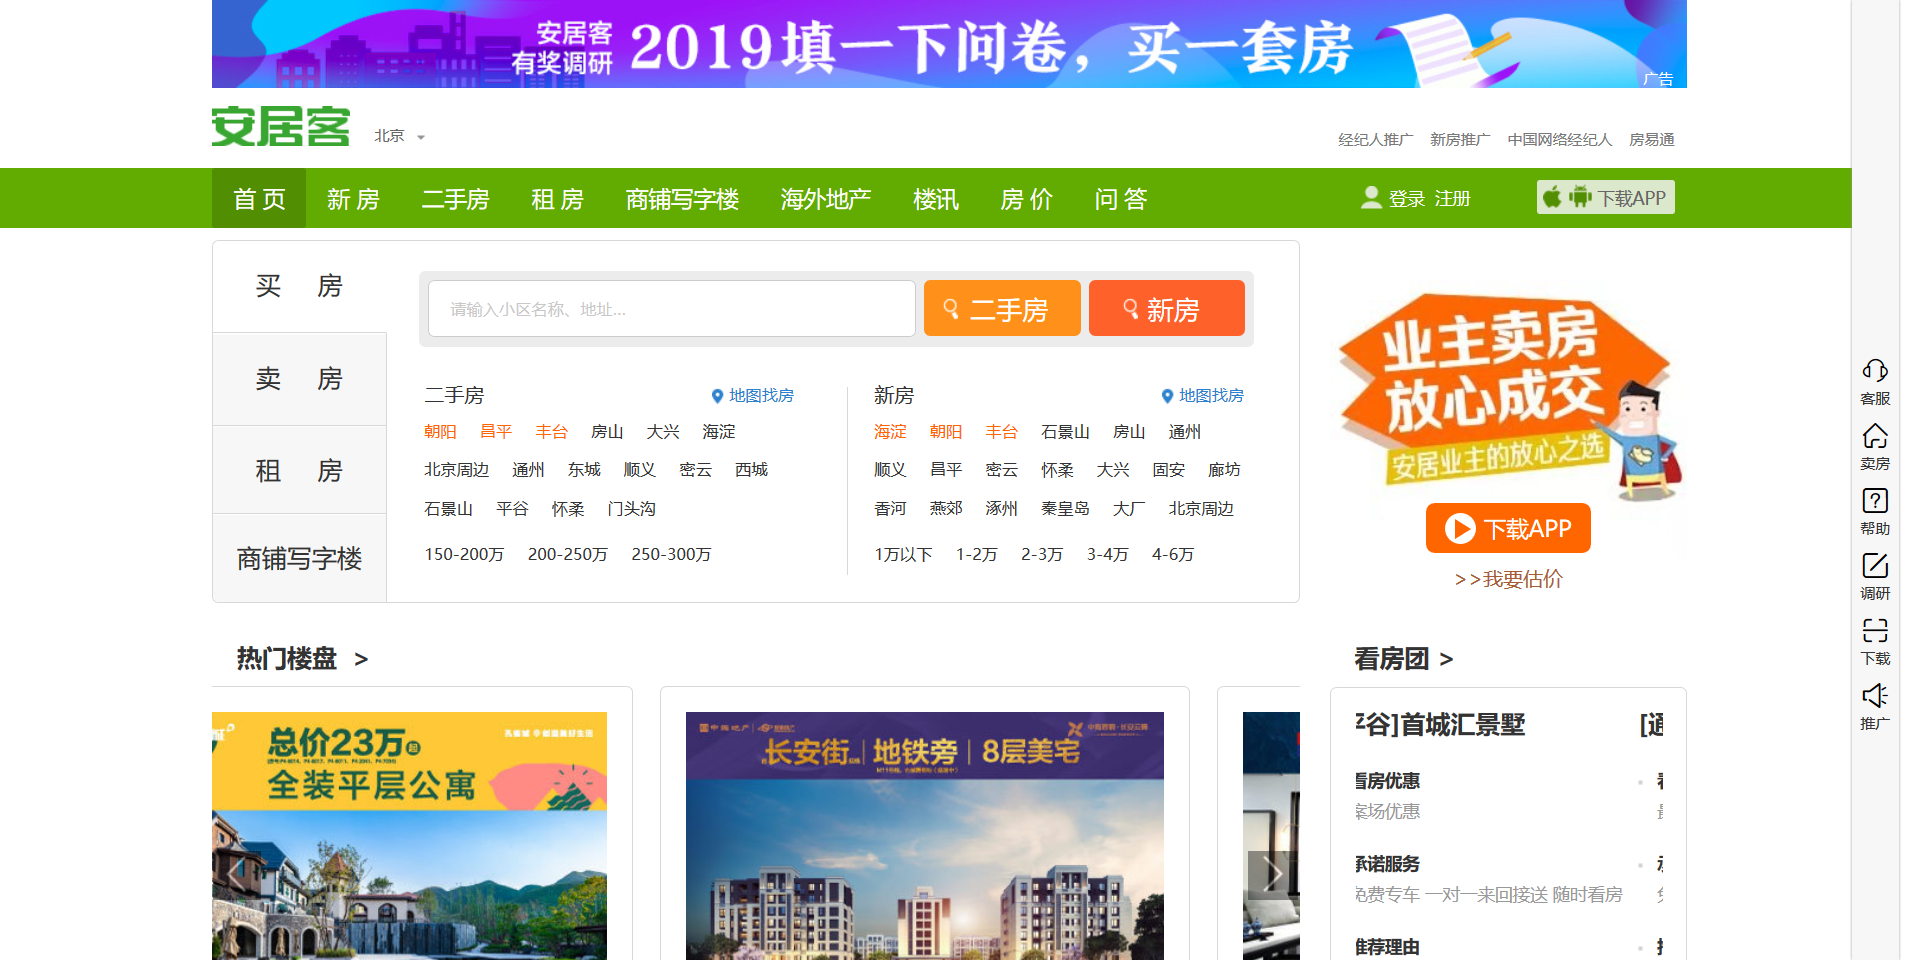 安居客
有奖调研
2019填一下问卷，买一套房
广告
安居客
北京
经纪人推广 新房推广 中国网络经纪人 房易通
首 页 新 房 二手房 租 房 商铺写字楼 海外地产 楼讯 房 价 问 答
登录 注册 下载APP
买 房
卖 房
租 房
商铺写字楼
请输入小区名称、地址...
二手房 新房
二手房 地图找房
朝阳 昌平 丰台 房山 大兴 海淀
北京周边 通州 东城 顺义 密云 西城
石景山 平谷 怀柔 门头沟
150-200万 200-250万 250-300万
新房 地图找房
海淀 朝阳 丰台 石景山 房山 通州
顺义 昌平 密云 怀柔 大兴 固安 廊坊
香河 燕郊 涿州 秦皇岛 大厂 北京周边
1万以下 1-2万 2-3万 3-4万 4-6万
业主卖房
放心成交
安居业主的放心之选
下载APP
>>我要估价
客服
卖房
帮助
调研
下载
推广
热门楼盘 >
总价23万起
全装平层公寓
长安街 | 地铁旁 | 8层美宅
看房团 >
平谷]首城汇景墅 [通
看房优惠
案场优惠
承诺服务
免费专车 一对一来回接送 随时看房
推荐理由